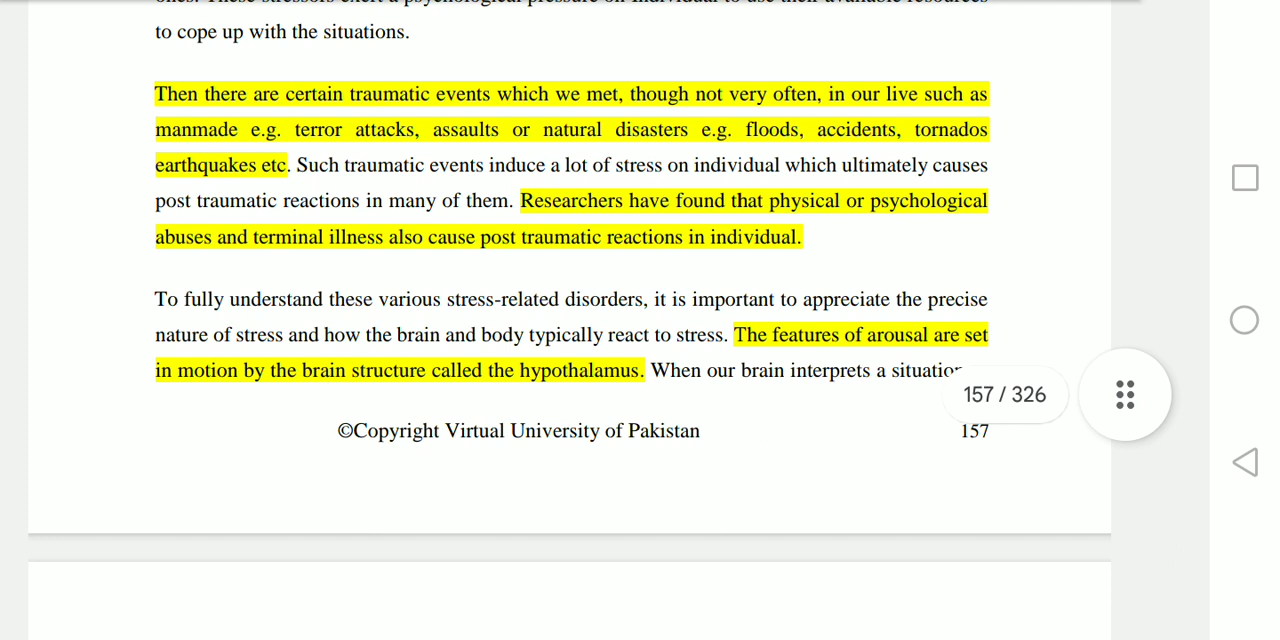 to cope up with the situations.
Then there are certain traumatic events which we met, though not very often, in our live such as
manmade e.g. terror attacks, assaults or natural disasters e.g. floods, accidents, tornados
earthquakes etc. Such traumatic events induce a lot of stress on individual which ultimately causes
post traumatic reactions in many of them. Researchers have found that physical or psychological
abuses and terminal illness also cause post traumatic reactions in individual.
To fully understand these various stress-related disorders, it is important to appreciate the precise
nature of stress and how the brain and body typically react to stress. The features of arousal are set
in motion by the brain structure called the hypothalamus. When our brain interprets a
157 / 326
©Copyright Virtual University of Pakistan 157